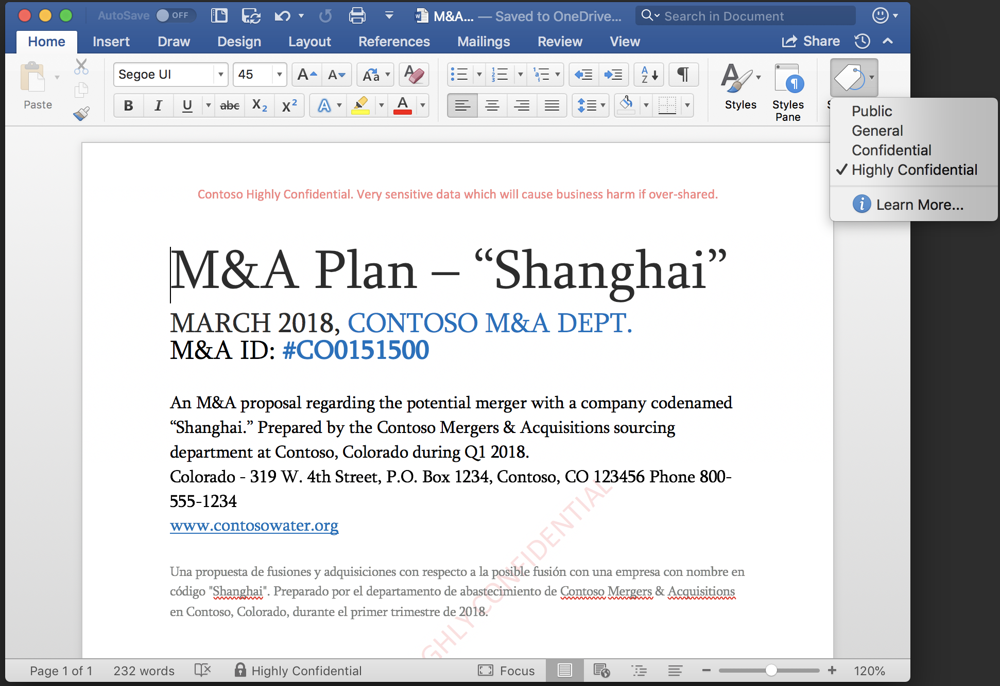 AutoSave OFF M&A... — Saved to OneDrive... Search in Document
Home Insert Draw Design Layout References Mailings Review View Share
Paste
Segoe UI 45
Styles
Styles Pane
Public
General
Confidential
✓ Highly Confidential
Learn More...
Contoso Highly Confidential. Very sensitive data which will cause business harm if over-shared.
M&A Plan – “Shanghai”
MARCH 2018, CONTOSO M&A DEPT.
M&A ID: #CO0151500
An M&A proposal regarding the potential merger with a company codenamed
“Shanghai.” Prepared by the Contoso Mergers & Acquisitions sourcing
department at Contoso, Colorado during Q1 2018.
Colorado - 319 W. 4th Street, P.O. Box 1234, Contoso, CO 123456 Phone 800-
555-1234
www.contosowater.org
Una propuesta de fusiones y adquisiciones con respecto a la posible fusión con una empresa con nombre en
código "Shanghai". Preparado por el departamento de abastecimiento de Contoso Mergers & Acquisitions
en Contoso, Colorado, durante el primer trimestre de 2018.
GHLY CONFIDENTIAL
Page 1 of 1 232 words Highly Confidential Focus 120%